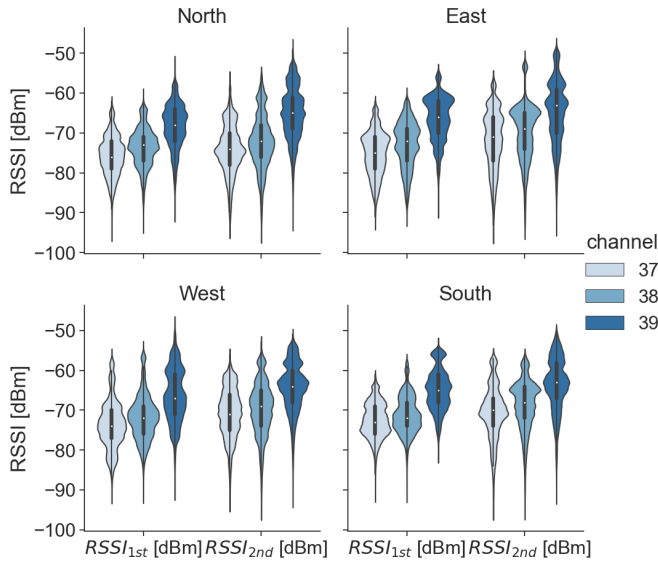 North
East
−50
−60
−70
−80
−90
−100
RSSI [dBm]
channel
37
38
39
West
South
−50
−60
−70
−80
−90
−100
RSSI [dBm]
RSSI1st [dBm] RSSI2nd [dBm]
RSSI1st [dBm] RSSI2nd [dBm]